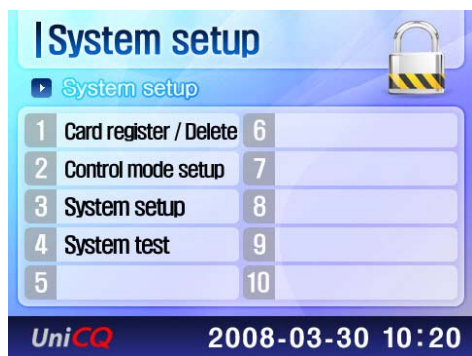 System setup
System setup
1 Card register / Delete 6
2 Control mode setup 7
3 System setup 8
4 System test 9
5 10
UniCQ 2008-03-30 10:20